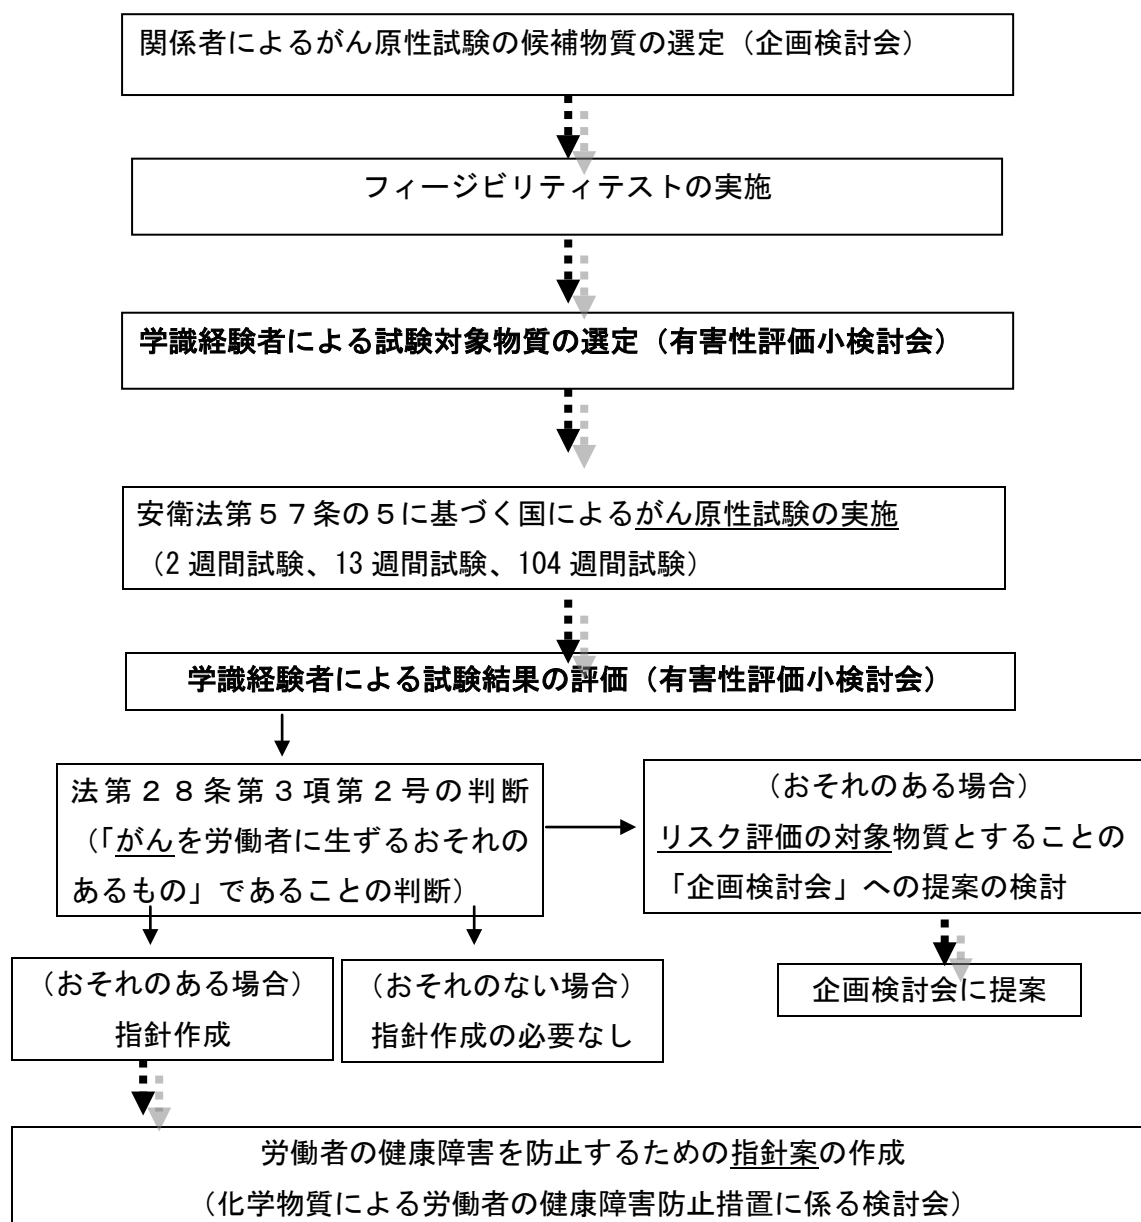 関係者によるがん原性試験の候補物質の選定（企画検討会）
フィージビリティテストの実施
学識経験者による試験対象物質の選定（有害性評価小検討会）
安衛法第５７条の５に基づく国によるがん原性試験の実施
（2 週間試験、13 週間試験、104 週間試験）
学識経験者による試験結果の評価（有害性評価小検討会）
法第２８条第３項第２号の判断
（「がんを労働者に生ずるおそれの
あるもの」であることの判断）
（おそれのある場合）
リスク評価の対象物質とすることの
「企画検討会」への提案の検討
（おそれのある場合）
指針作成
（おそれのない場合）
指針作成の必要なし
企画検討会に提案
労働者の健康障害を防止するための指針案の作成
（化学物質による労働者の健康障害防止措置に係る検討会）